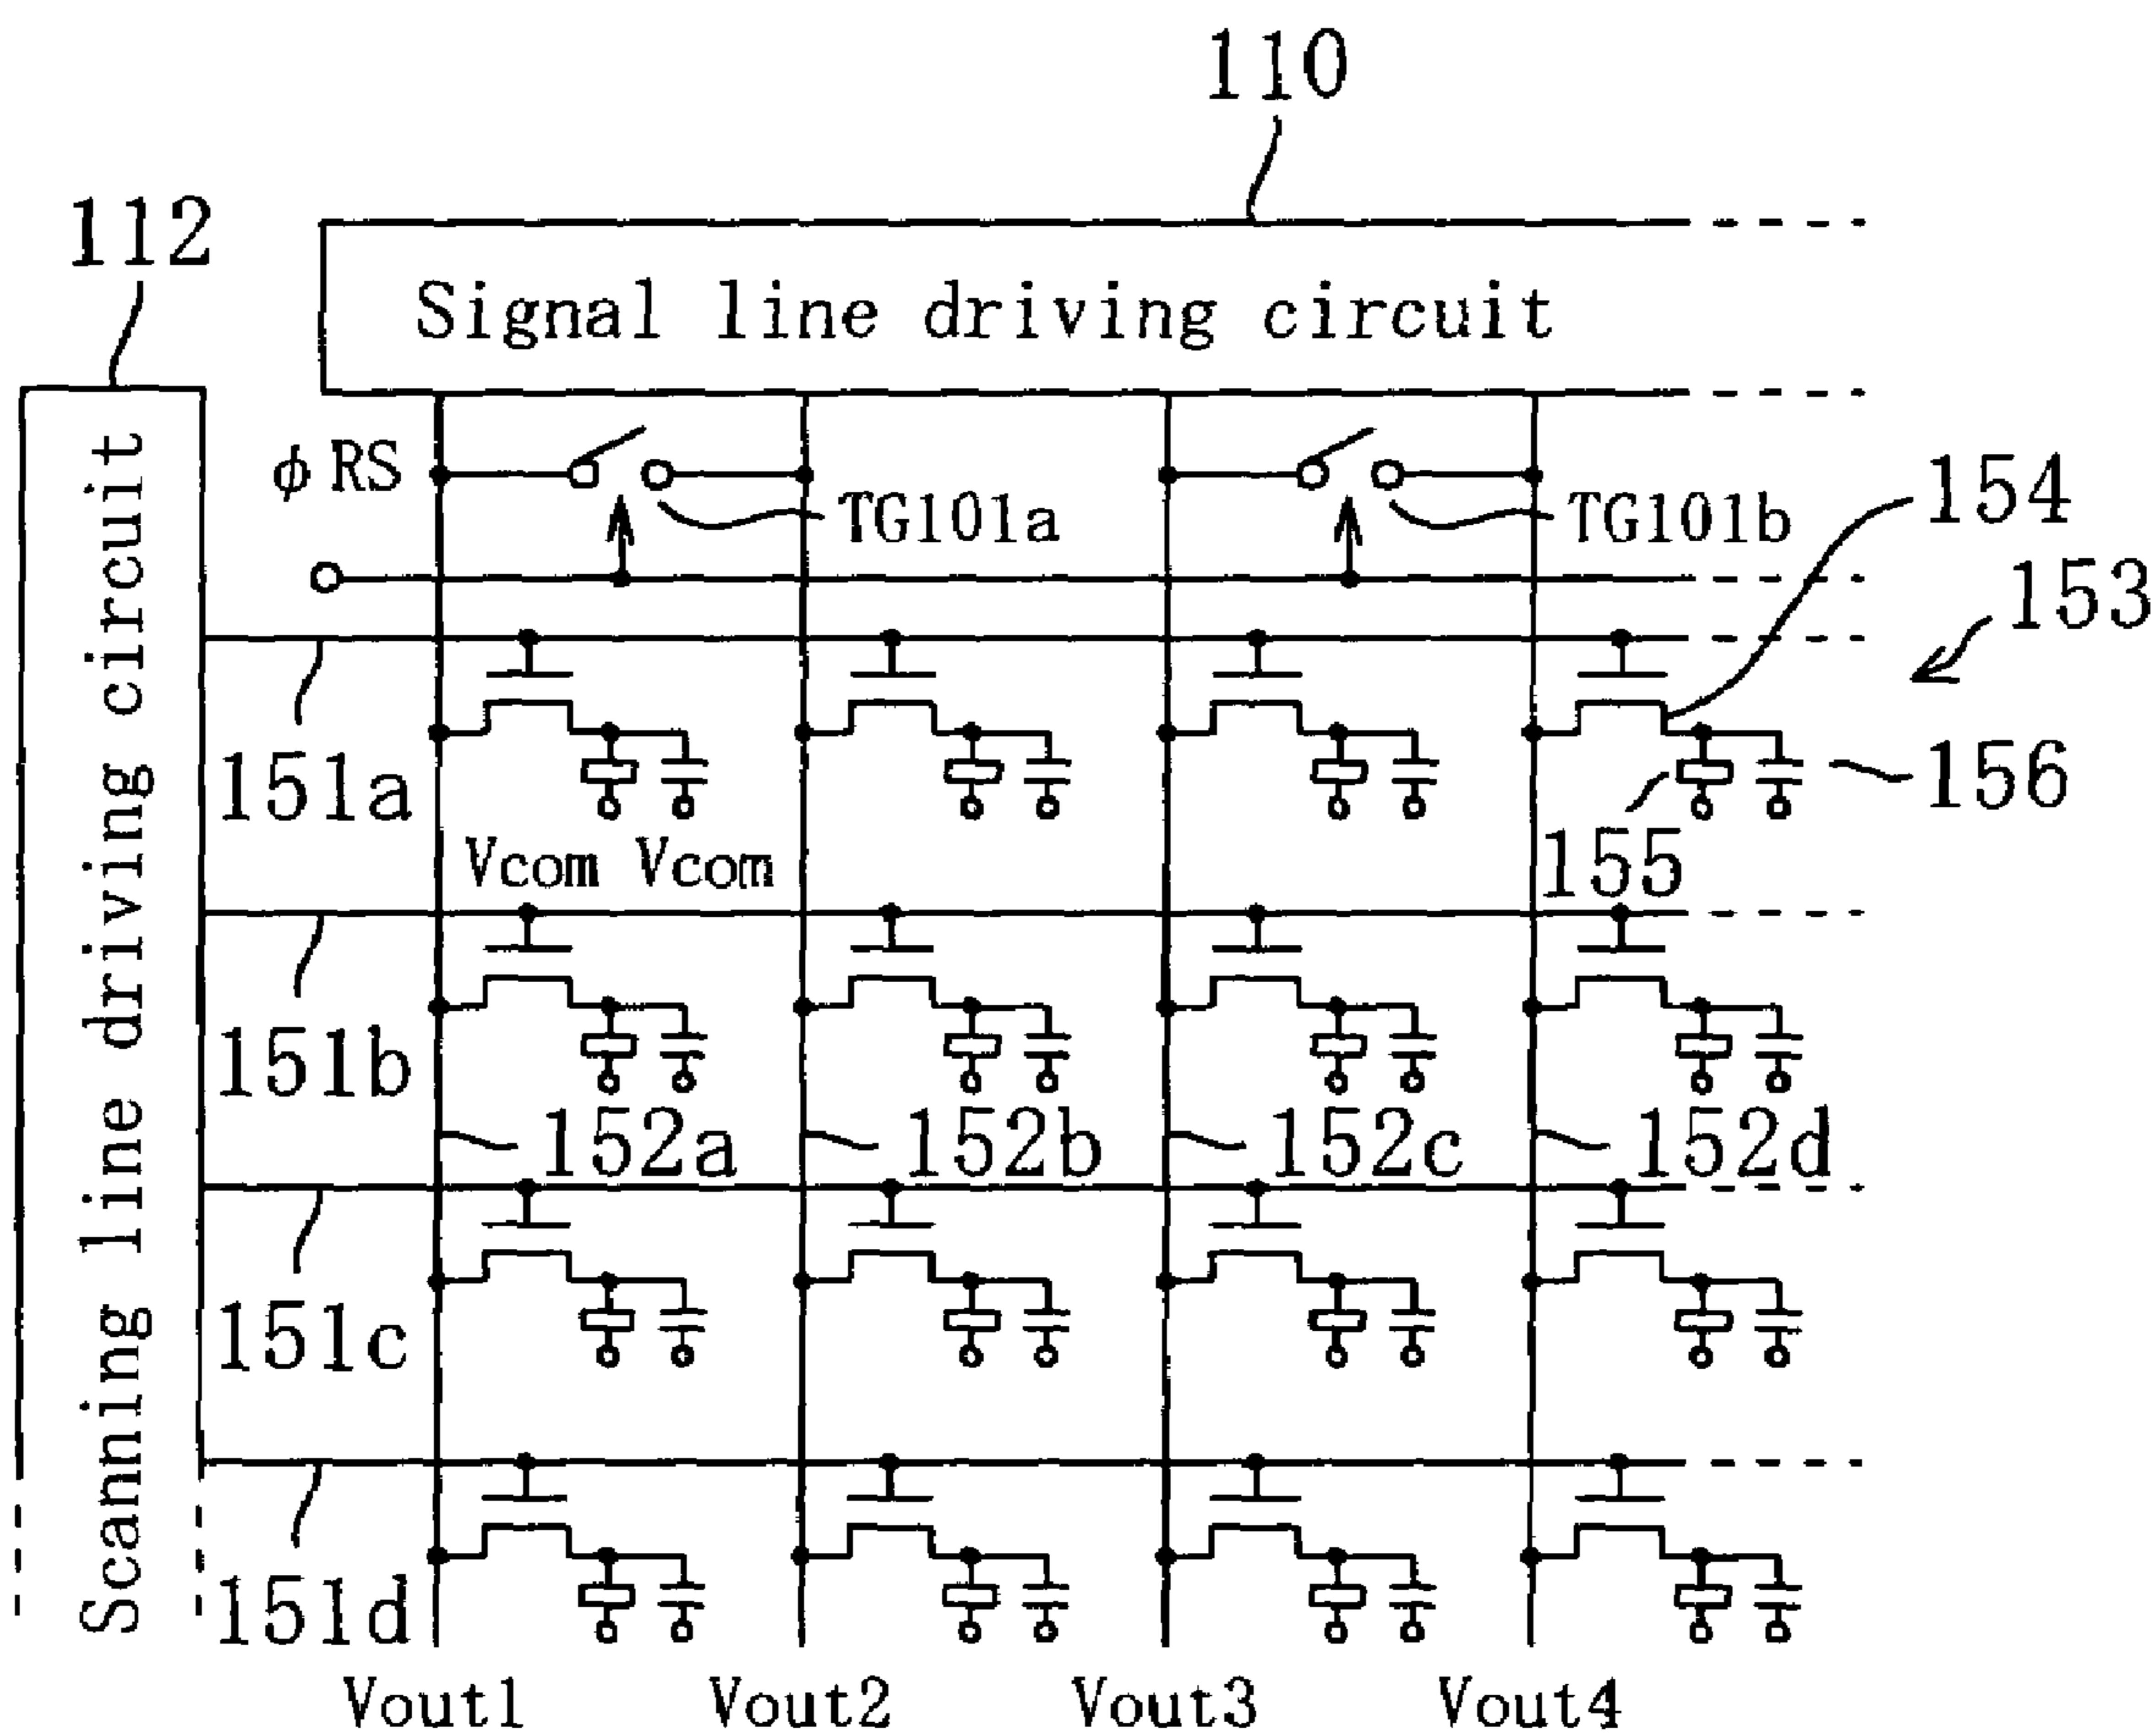 110
112
Signal line driving circuit
Scanning line driving circuit
φRS
TG101a
TG101b
154
153
151a
156
155
Vcom Vcom
151b
152a
152b
152c
152d
151c
151d
Vout1
Vout2
Vout3
Vout4